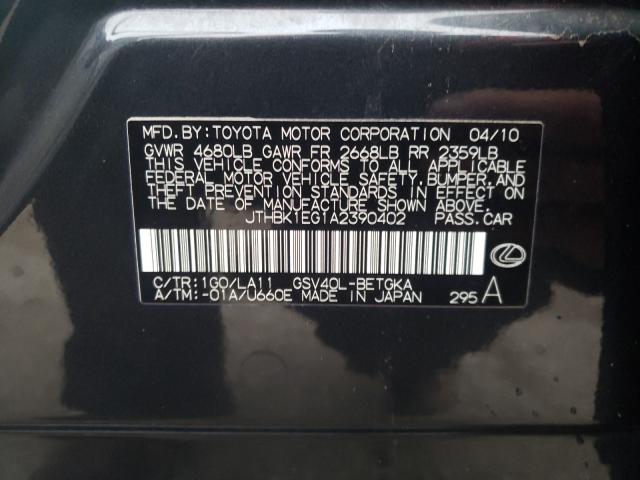 MFD.BY:TOYOTA MOTOR CORPORATION 04/10
GVWR 4680LB GAWR FR 2668LB RR 2359LB
THIS VEHICLE CONFORMS TO ALL APPLICABLE
FEDERAL MOTOR VEHICLE SAFETY,BUMPER,AND
THEFT PREVENTION STANDARDS IN EFFECT ON
THE DATE OF MANUFACTURE SHOWN ABOVE.
JTHBK1EG1A2390402 PASS.CAR
C/TR:1G0/LA11 GSV40L-BETGKA
A/TM:-01A/U660E MADE IN JAPAN 295 A